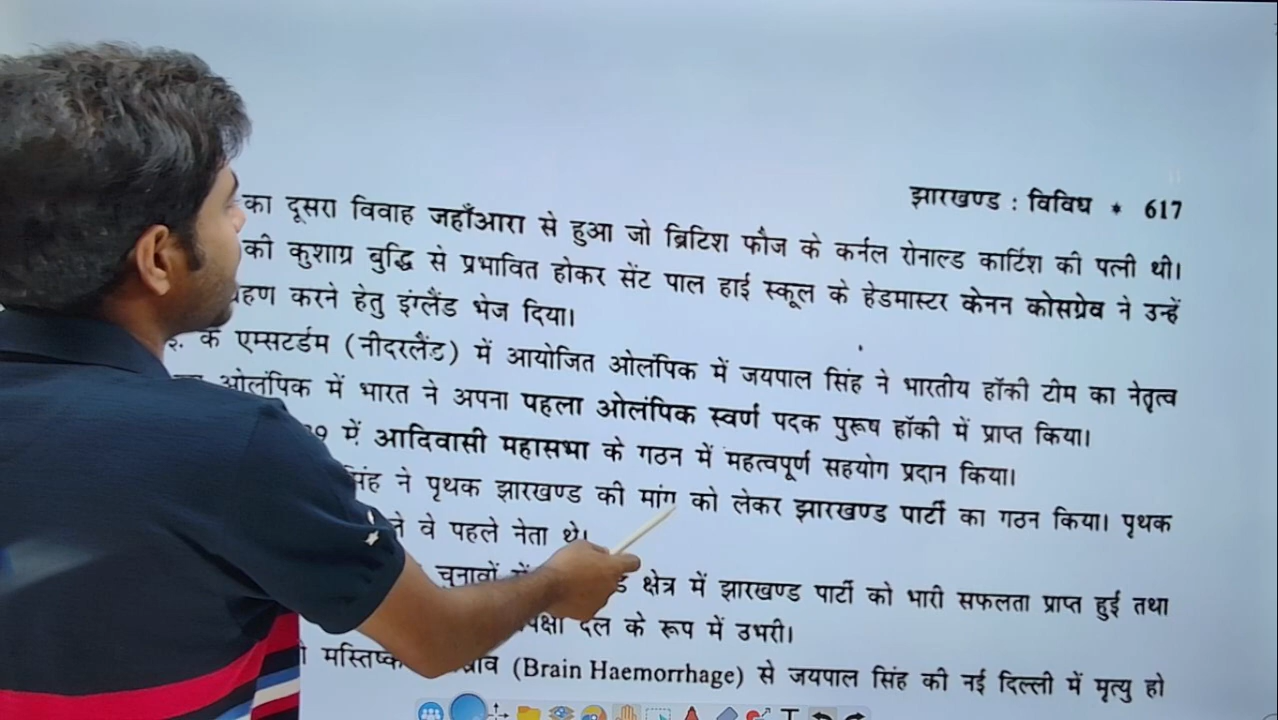 झारखण्ड : विविध * 617
का दूसरा विवाह जहाँआरा से हुआ जो ब्रिटिश फौज के कर्नल रोनाल्ड कार्टिश की पत्नी थी।
की कुशाग्र बुद्धि से प्रभावित होकर सेंट पाल हाई स्कूल के हेडमास्टर केनन कोसग्रेव ने उन्हें
करने हेतु इंग्लैंड भेज दिया।
के एम्सटर्डम (नीदरलैंड) में आयोजित ओलंपिक में जयपाल सिंह ने भारतीय हॉकी टीम का नेतृत्व
ओलंपिक में भारत ने अपना पहला ओलंपिक स्वर्ण पदक पुरूष हॉकी में प्राप्त किया।
में आदिवासी महासभा के गठन में महत्वपूर्ण सहयोग प्रदान किया।
सिंह ने पृथक झारखण्ड की मांग को लेकर झारखण्ड पार्टी का गठन किया। पृथक
वे पहले नेता थे।
चुनावों में क्षेत्र में झारखण्ड पार्टी को भारी सफलता प्राप्त हुई तथा
दल के रूप में उभरी।
(Brain Haemorrhage) से जयपाल सिंह की नई दिल्ली में मृत्यु हो